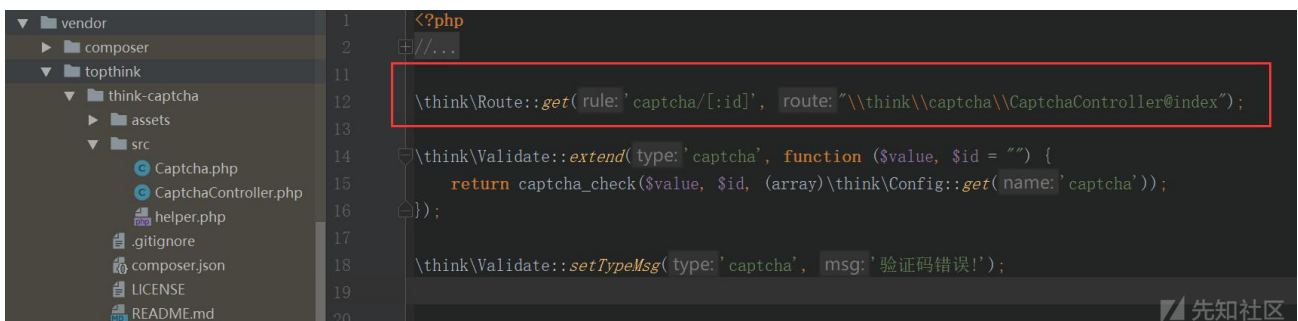 vendor
composer
topthink
think-captcha
assets
src
Captcha.php
CaptchaController.php
helper.php
.gitignore
composer.json
LICENSE
README.md
1 <?php
2 //...
11
12 \think\Route::get( rule: 'captcha/[:id]', route: "\\think\\captcha\\CaptchaController@index");
13
14 \think\Validate::extend( type: 'captcha', function ($value, $id = "") {
15 return captcha_check($value, $id, (array)\think\Config::get( name: 'captcha'));
16 });
17
18 \think\Validate::setTypeMsg( type: 'captcha', msg: '验证码错误!');
19
20
先知社区